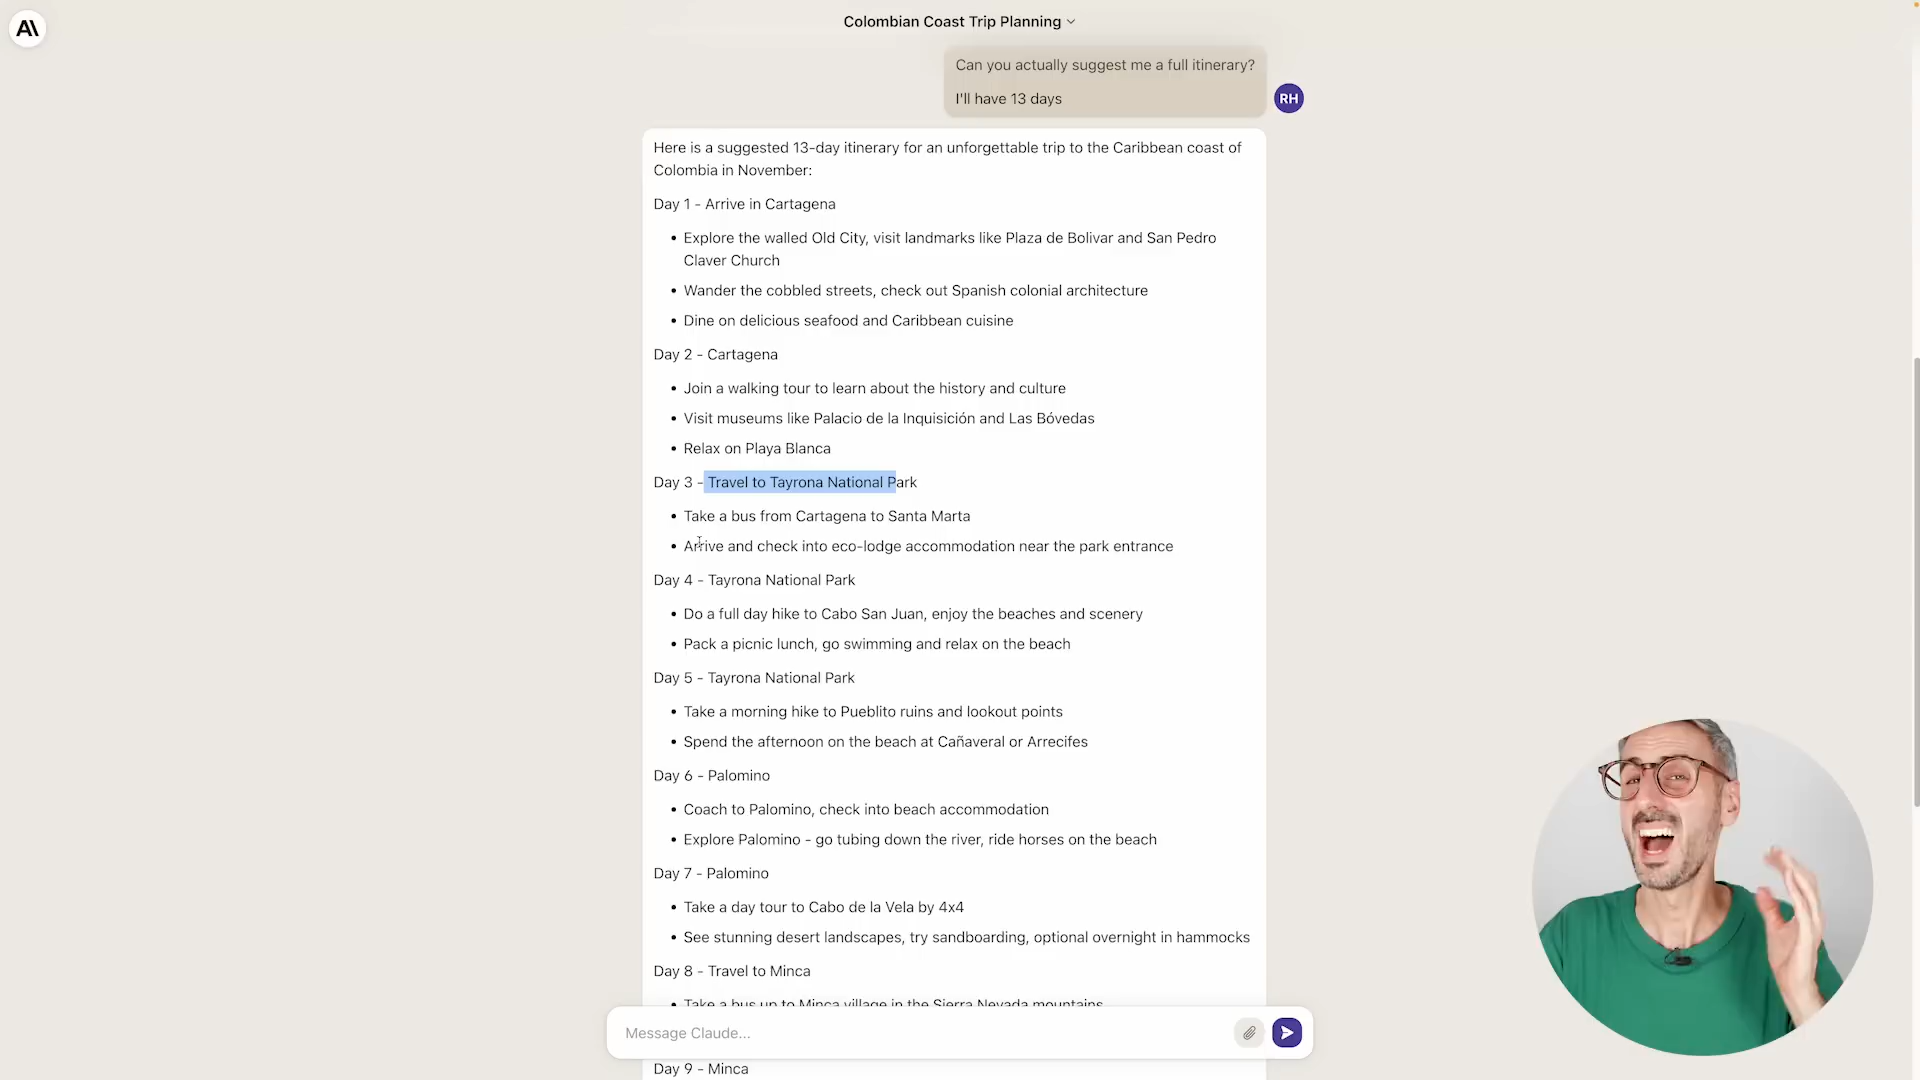 Colombian Coast Trip Planning
Can you actually suggest me a full itinerary?
I'll have 13 days
RH
Here is a suggested 13-day itinerary for an unforgettable trip to the Caribbean coast of
Colombia in November:
Day 1 - Arrive in Cartagena
• Explore the walled Old City, visit landmarks like Plaza de Bolivar and San Pedro
Claver Church
• Wander the cobbled streets, check out Spanish colonial architecture
• Dine on delicious seafood and Caribbean cuisine
Day 2 - Cartagena
• Join a walking tour to learn about the history and culture
• Visit museums like Palacio de la Inquisición and Las Bóvedas
• Relax on Playa Blanca
Day 3 - Travel to Tayrona National Park
• Take a bus from Cartagena to Santa Marta
• Arrive and check into eco-lodge accommodation near the park entrance
Day 4 - Tayrona National Park
• Do a full day hike to Cabo San Juan, enjoy the beaches and scenery
• Pack a picnic lunch, go swimming and relax on the beach
Day 5 - Tayrona National Park
• Take a morning hike to Pueblito ruins and lookout points
• Spend the afternoon on the beach at Cañaveral or Arrecifes
Day 6 - Palomino
• Coach to Palomino, check into beach accommodation
• Explore Palomino - go tubing down the river, ride horses on the beach
Day 7 - Palomino
• Take a day tour to Cabo de la Vela by 4x4
• See stunning desert landscapes, try sandboarding, optional overnight in hammocks
Day 8 - Travel to Minca
• Take a bus up to Minca village in the Sierra Nevada mountains
Message Claude...
Day 9 - Minca